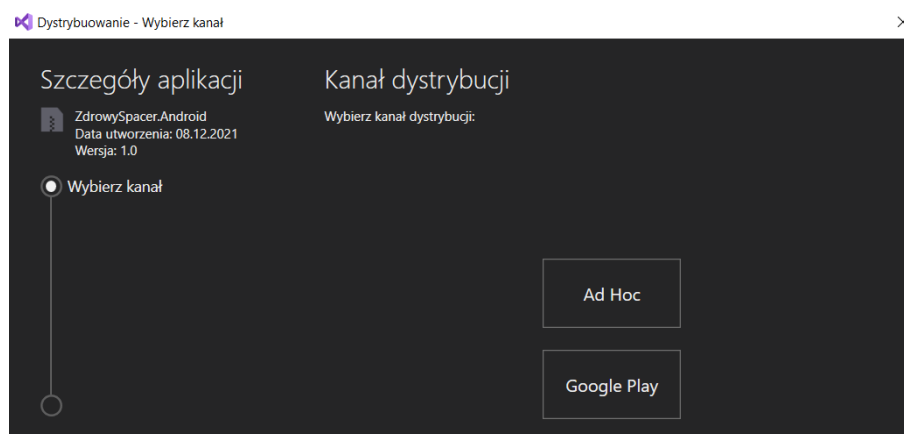 Dystrybuowanie - Wybierz kanał
Szczegóły aplikacji
ZdrowySpacer.Android
Data utworzenia: 08.12.2021
Wersja: 1.0
Wybierz kanał
Kanał dystrybucji
Wybierz kanał dystrybucji:
Ad Hoc
Google Play